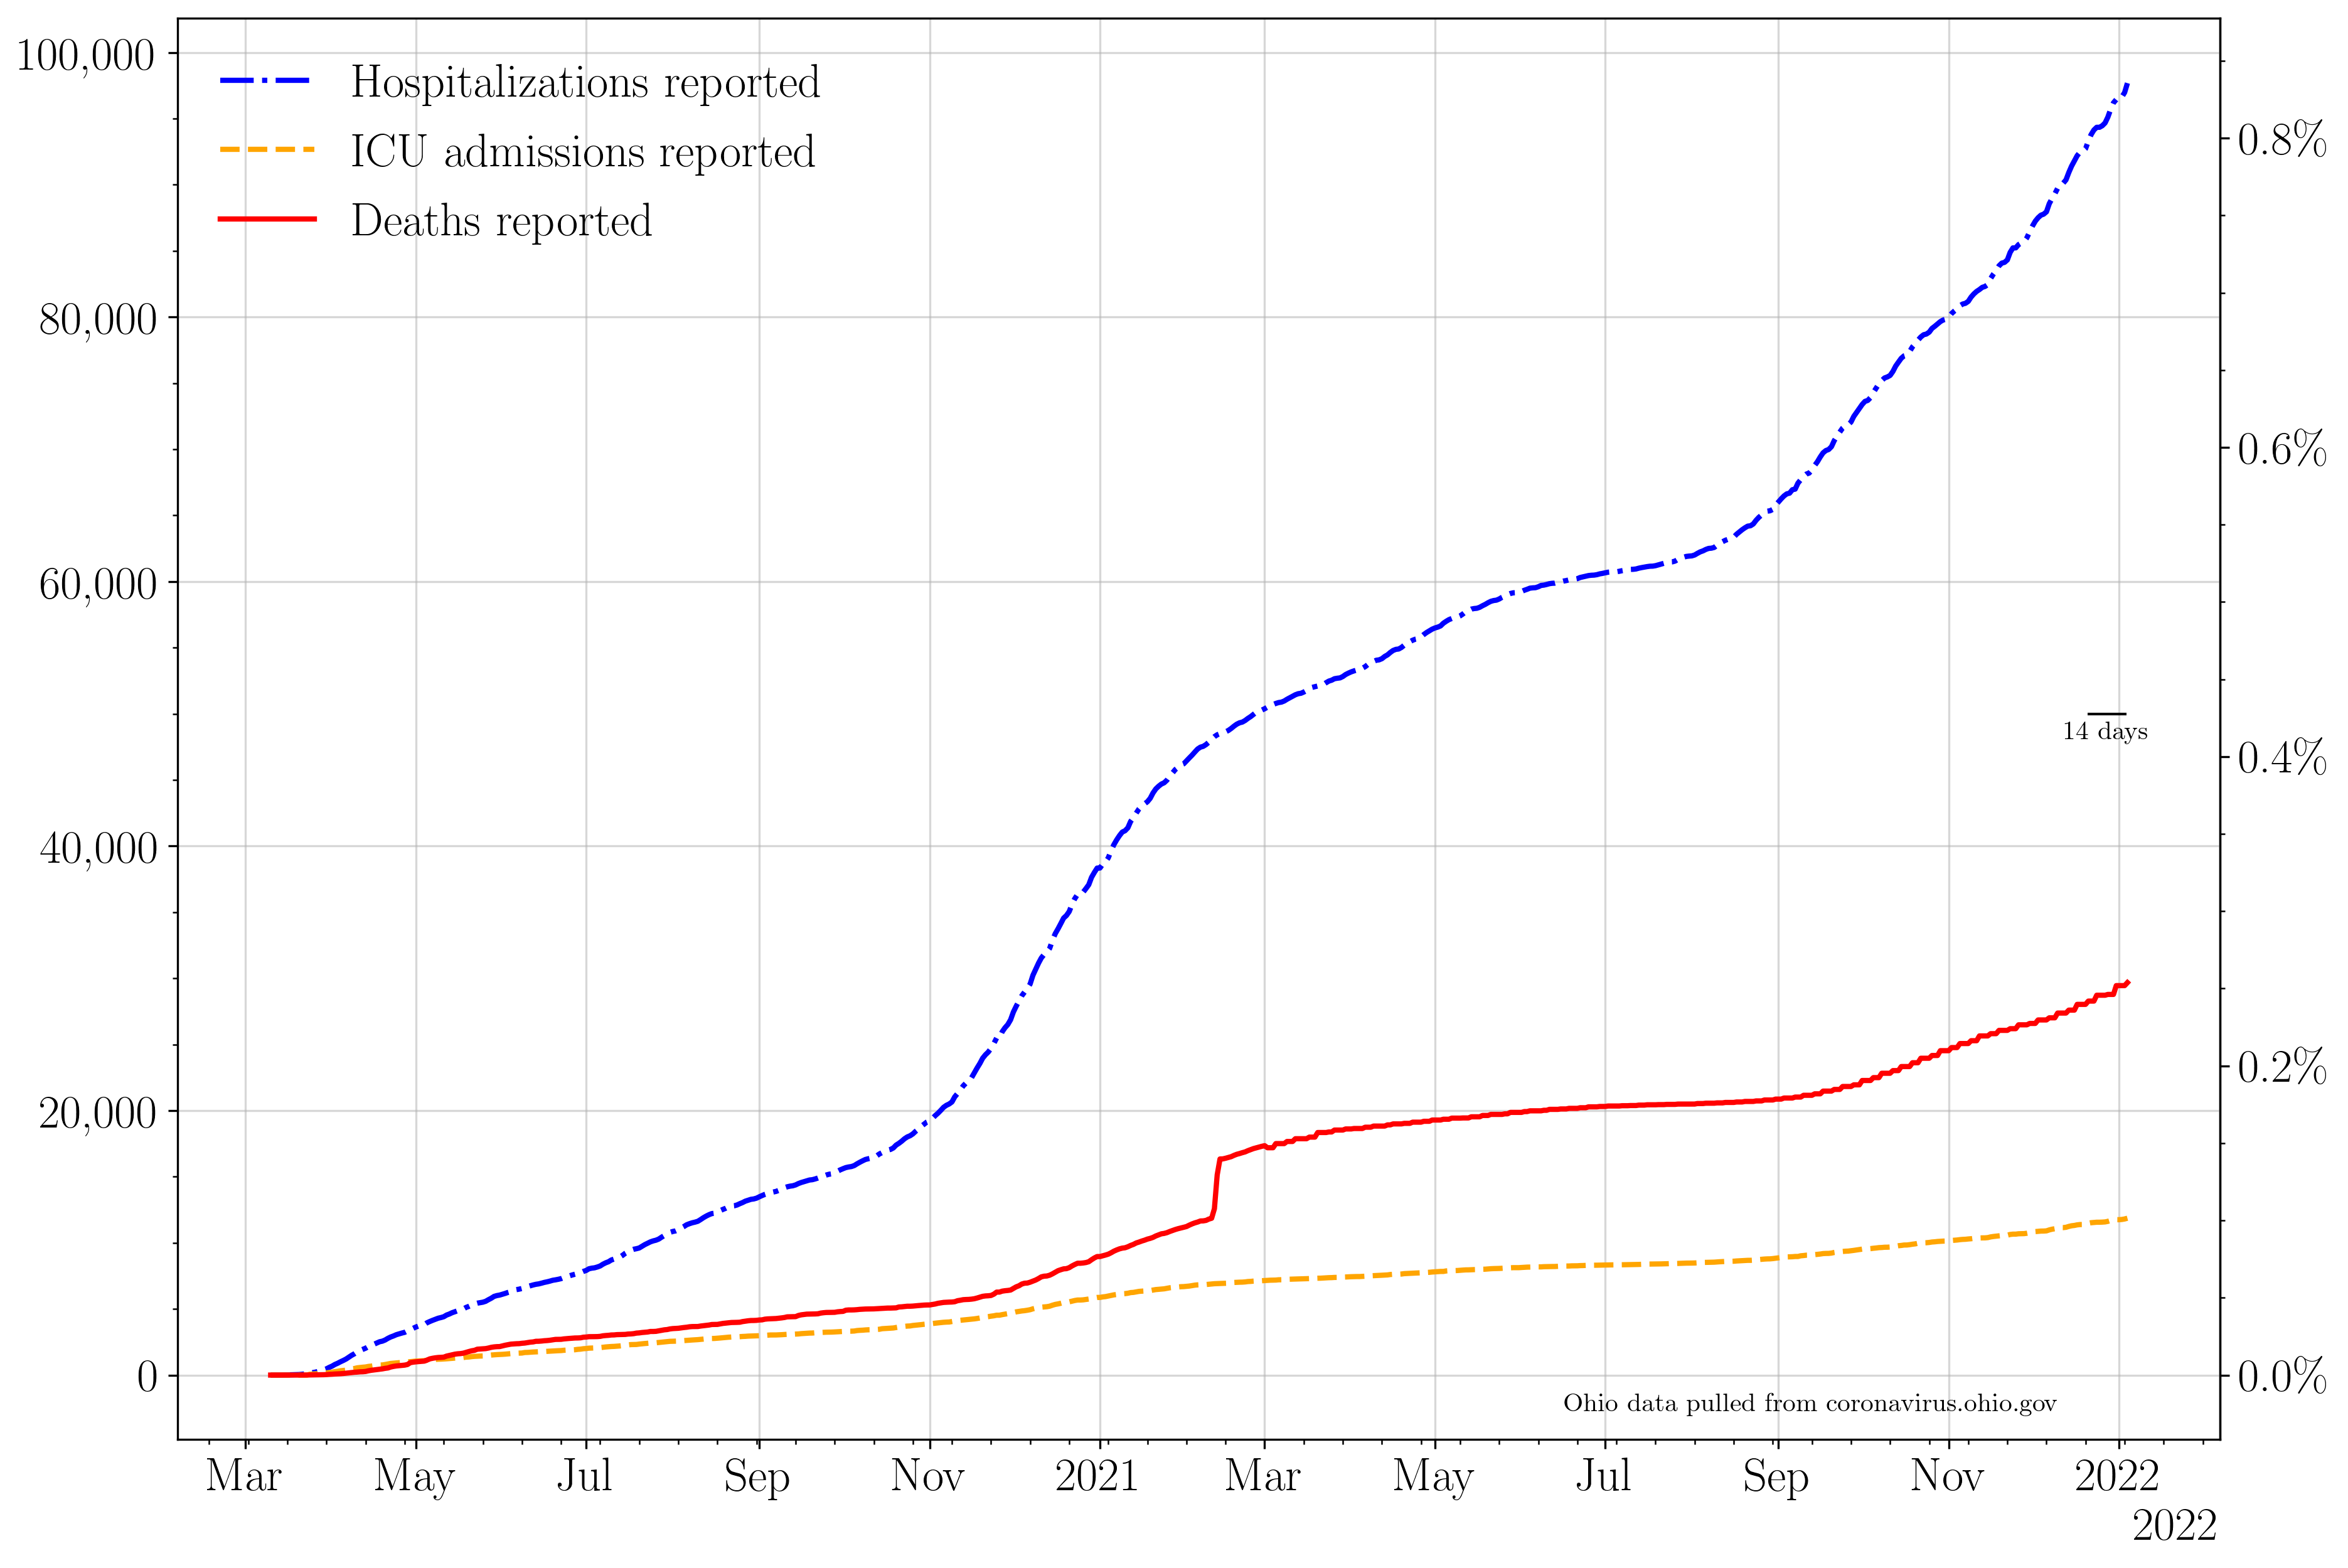 Hospitalizations reported
ICU admissions reported
Deaths reported
100,000
80,000
60,000
40,000
20,000
0
0.8%
0.6%
0.4%
0.2%
0.0%
14 days
Ohio data pulled from coronavirus.ohio.gov
Mar May Jul Sep Nov 2021 Mar May Jul Sep Nov 2022
2022